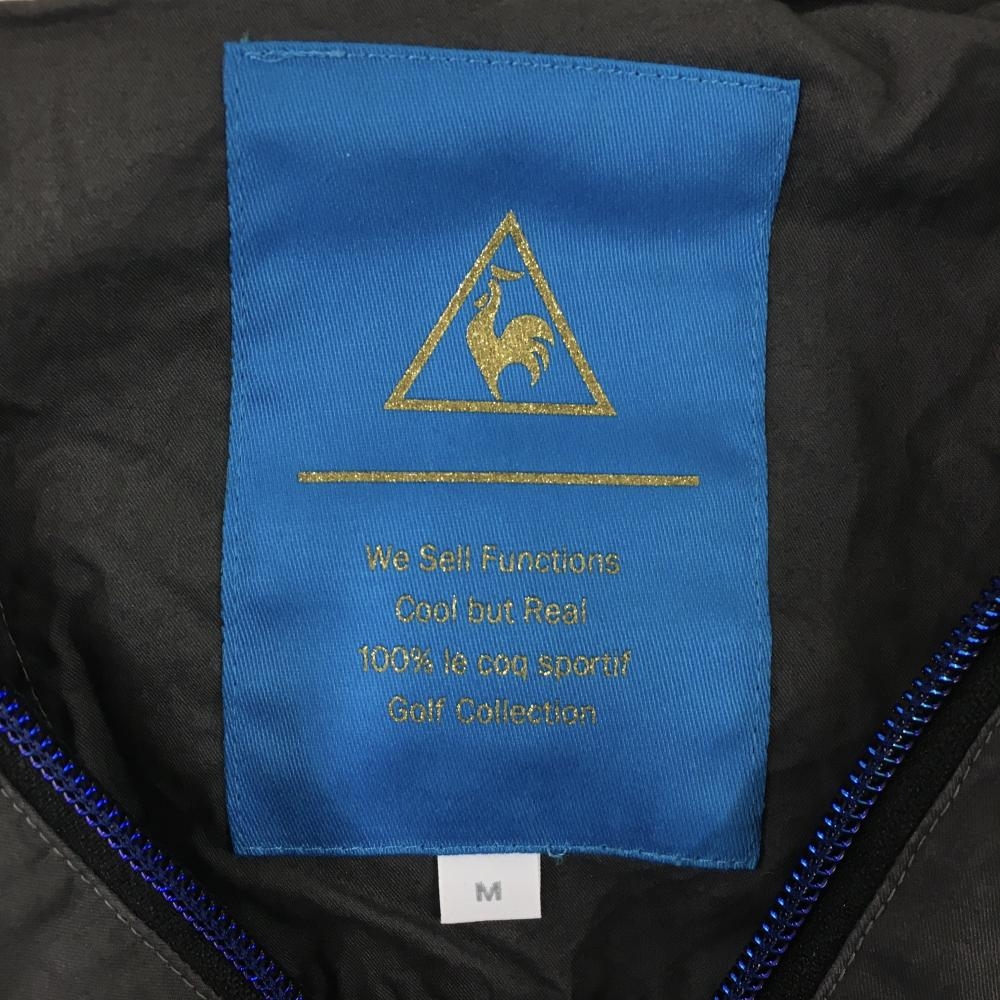 We Sell Functions
Cool but Real
100% le coq sportif
Golf Collection
M